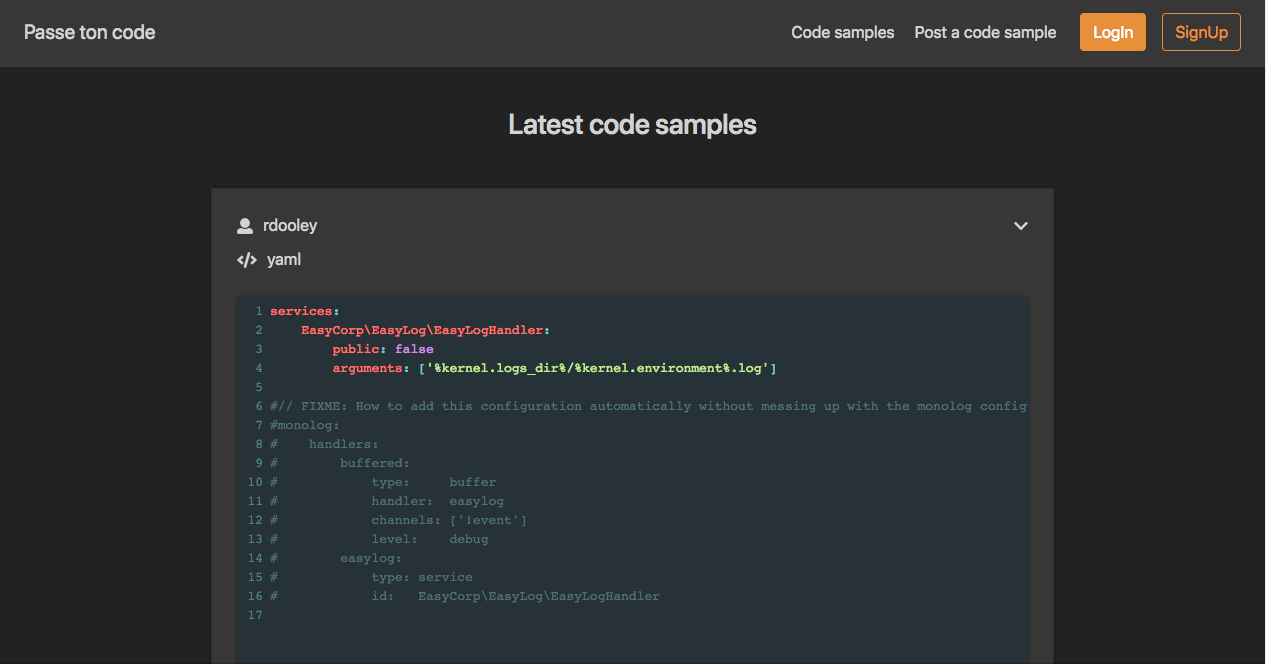 Passe ton code
Code samples
Post a code sample
LogIn
SignUp
Latest code samples
rdooley
</> yaml
1 services:
2     EasyCorp\EasyLog\EasyLogHandler:
3         public: false
4         arguments: ['%kernel.logs_dir%/%kernel.environment%.log']
5
6 #// FIXME: How to add this configuration automatically without messing up with the monolog config
7 #monolog:
8 #    handlers:
9 #        buffered:
10 #            type:     buffer
11 #            handler:  easylog
12 #            channels: ['!event']
13 #            level:    debug
14 #        easylog:
15 #            type: service
16 #            id:   EasyCorp\EasyLog\EasyLogHandler
17